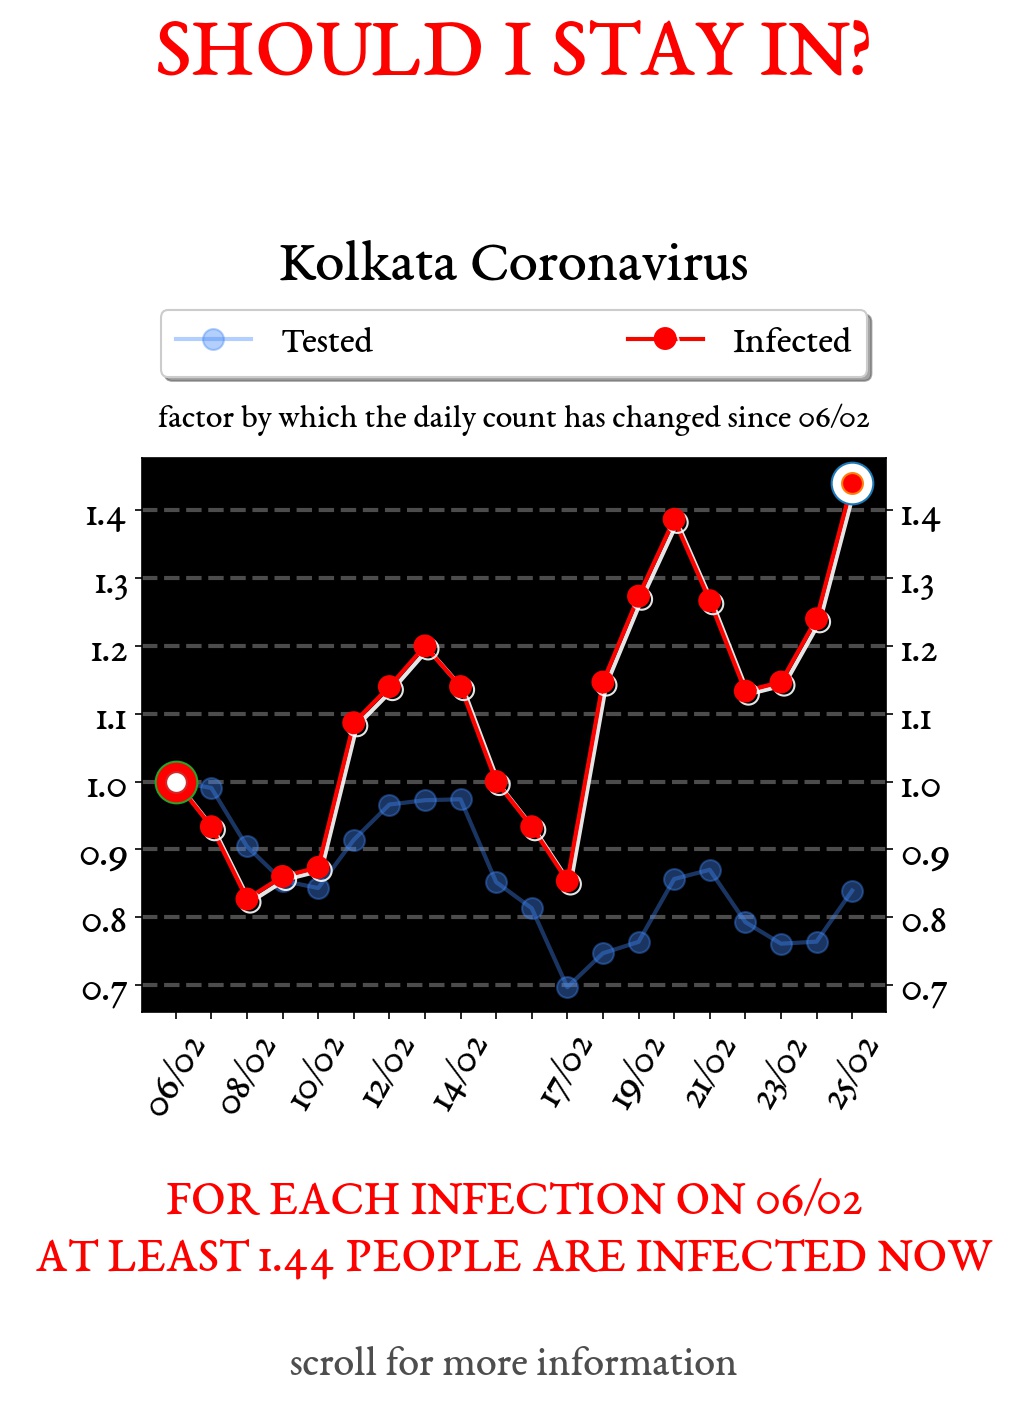 SHOULD I STAY IN?
Kolkata Coronavirus
Tested Infected
factor by which the daily count has changed since 06/02
1.4 1.4
1.3 1.3
1.2 1.2
1.1 1.1
1.0 1.0
0.9 0.9
0.8 0.8
0.7 0.7
06/02 08/02 10/02 12/02 14/02 17/02 19/02 21/02 23/02 25/02
FOR EACH INFECTION ON 06/02
AT LEAST 1.44 PEOPLE ARE INFECTED NOW
scroll for more information